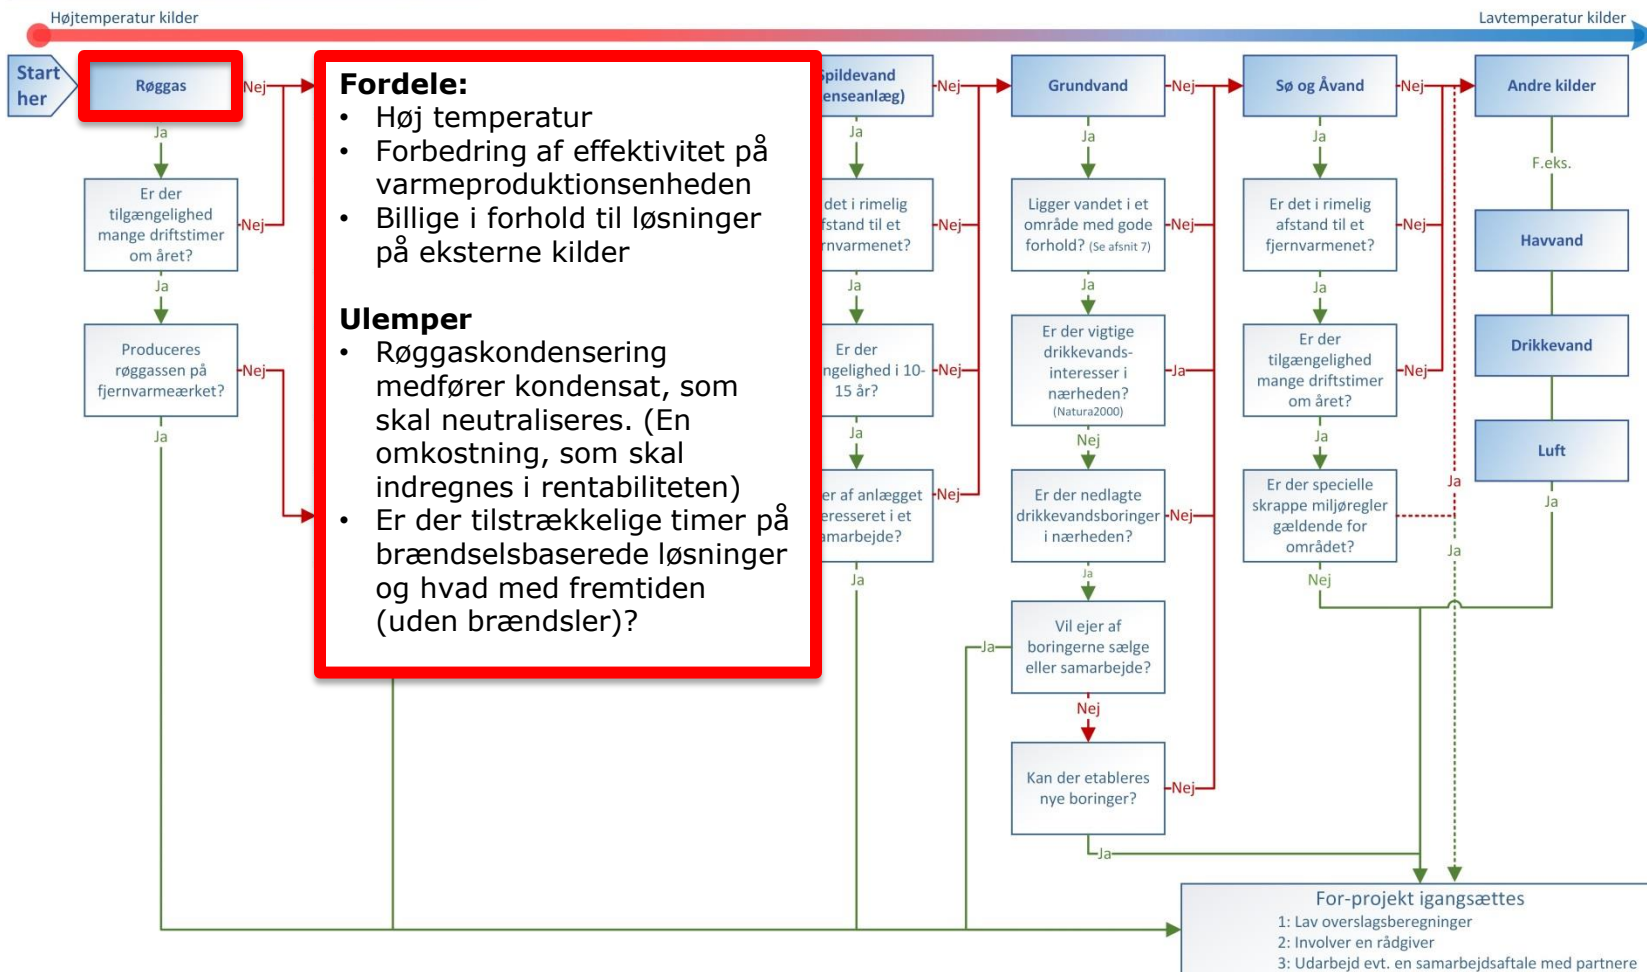 Højtemperatur kilder
Lavtemperatur kilder
Start
her
Røggas
Nej
Ja
Er der
tilgængelighed
mange driftstimer
om året?
Nej
Ja
Produceres
røggassen på
fjernvarmeærket?
Nej
Ja
Fordele:
• Høj temperatur
• Forbedring af effektivitet på
varmeproduktionsenheden
• Billige i forhold til løsninger
på eksterne kilder
Ulemper
• Røggaskondensering
medfører kondensat, som
skal neutraliseres. (En
omkostning, som skal
indregnes i rentabiliteten)
• Er der tilstrækkelige timer på
brændselsbaserede løsninger
og hvad med fremtiden
(uden brændsler)?
Spildevand
enseanlæg)
Nej
Ja
det i rimelig
fstand til et
rnvarmenet?
Ja
Er der
ngelighed i 10-
15 år?
Nej
Ja
er af anlægget
eresseret i et
amarbejde?
Nej
Ja
Grundvand
Nej
Ja
Ligger vandet i et
område med gode
forhold? (Se afsnit 7)
Nej
Ja
Er der vigtige
drikkevands-
interesser i
nærheden?
(Natura2000)
Ja
Nej
Er der nedlagte
drikkevandsboringer
i nærheden?
Nej
Ja
Vil ejer af
boringerne sælge
eller samarbejde?
Ja
Nej
Kan der etableres
nye boringer?
Nej
Ja
Sø og Åvand
Nej
Ja
Er det i rimelig
afstand til et
fjernvarmenet?
Ja
Er der
tilgængelighed
mange driftstimer
om året?
Nej
Ja
Er der specielle
skrappe miljøregler
gældende for
området?
Ja
Ja
Nej
Andre kilder
F.eks.
Havvand
Drikkevand
Luft
Ja
For-projekt igangsættes
1: Lav overslagsberegninger
2: Involver en rådgiver
3: Udarbejd evt. en samarbejdsaftale med partnere